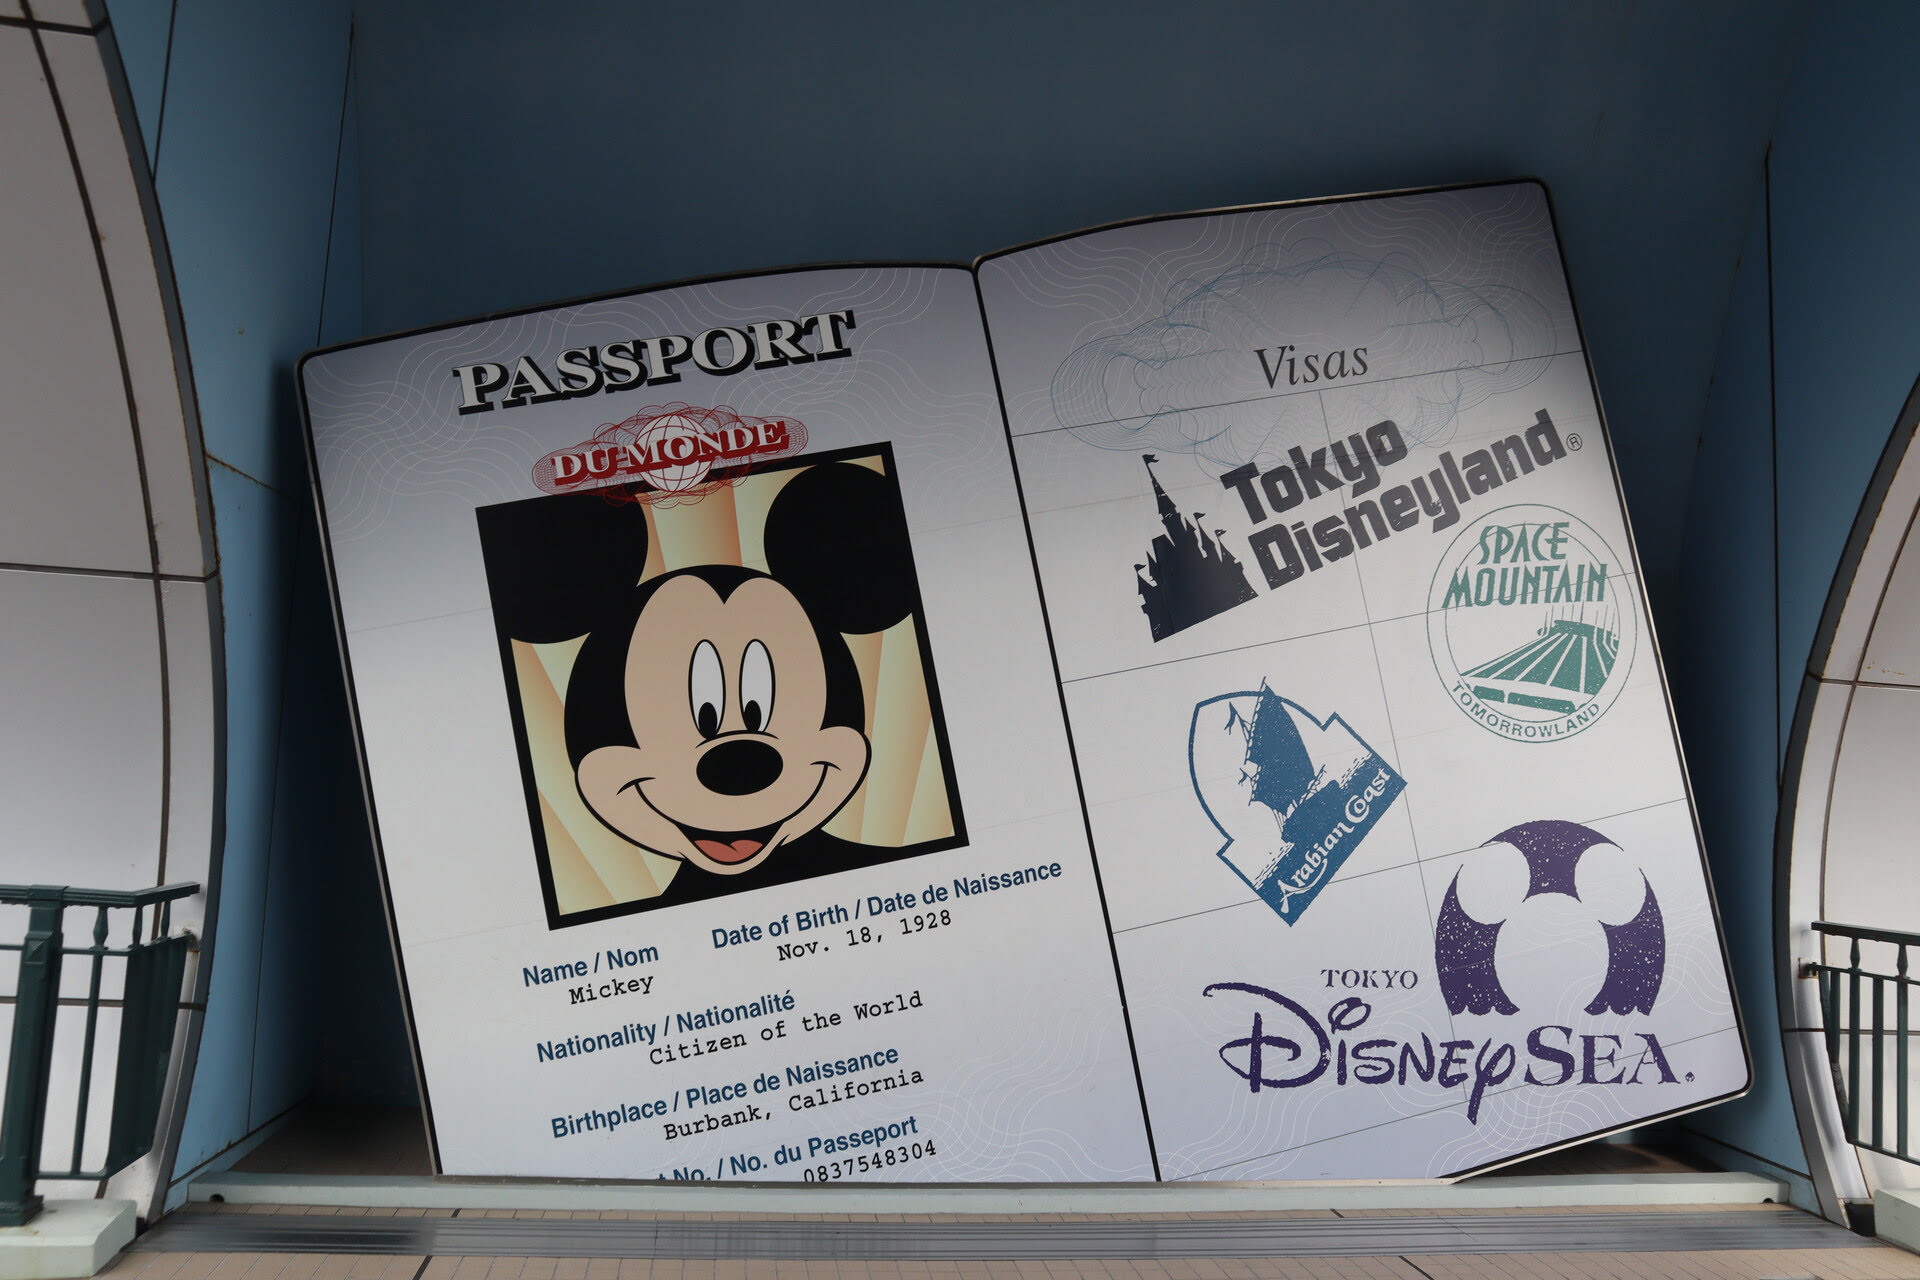 PASSPORT
DU-MONDE
Name / Nom
Mickey
Date of Birth / Date de Naissance
Nov. 18, 1928
Nationality / Nationalité
Citizen of the World
Birthplace / Place de Naissance
Burbank, California
t No. / No. du Passeport
0837548304
Visas
Tokyo
Disneyland®
SPACE
MOUNTAIN
TOMORROWLAND
Arabian Coast
TOKYO
DISNEYSEA.